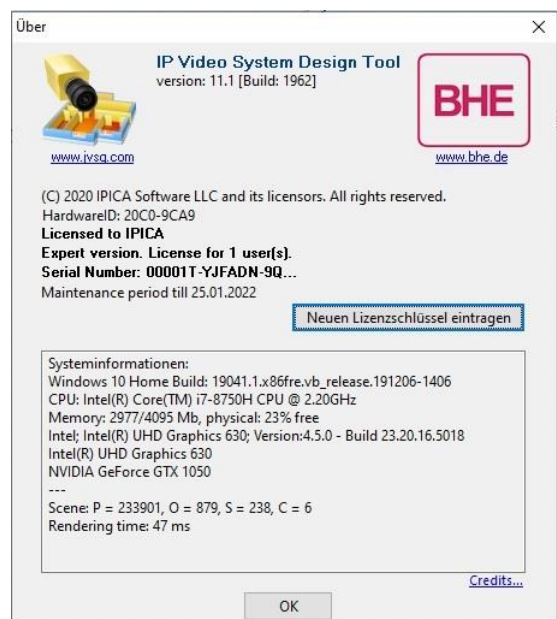 Über
IP Video System Design Tool
version: 11.1 [Build: 1962]
BHE
www.jvsg.com
www.bhe.de
(C) 2020 IPICA Software LLC and its licensors. All rights reserved.
HardwareID: 20C0-9CA9
Licensed to IPICA
Expert version. License for 1 user(s).
Serial Number: 00001T-YJFADN-9Q...
Maintenance period till 25.01.2022
Neuen Lizenzschlüssel eintragen
Systeminformationen:
Windows 10 Home Build: 19041.1.x86fre.vb_release.191206-1406
CPU: Intel(R) Core(TM) i7-8750H CPU @ 2.20GHz
Memory: 2977/4095 Mb, physical: 23% free
Intel; Intel(R) UHD Graphics 630; Version:4.5.0 - Build 23.20.16.5018
Intel(R) UHD Graphics 630
NVIDIA GeForce GTX 1050
---
Scene: P = 233901, O = 879, S = 238, C = 6
Rendering time: 47 ms
Credits...
OK